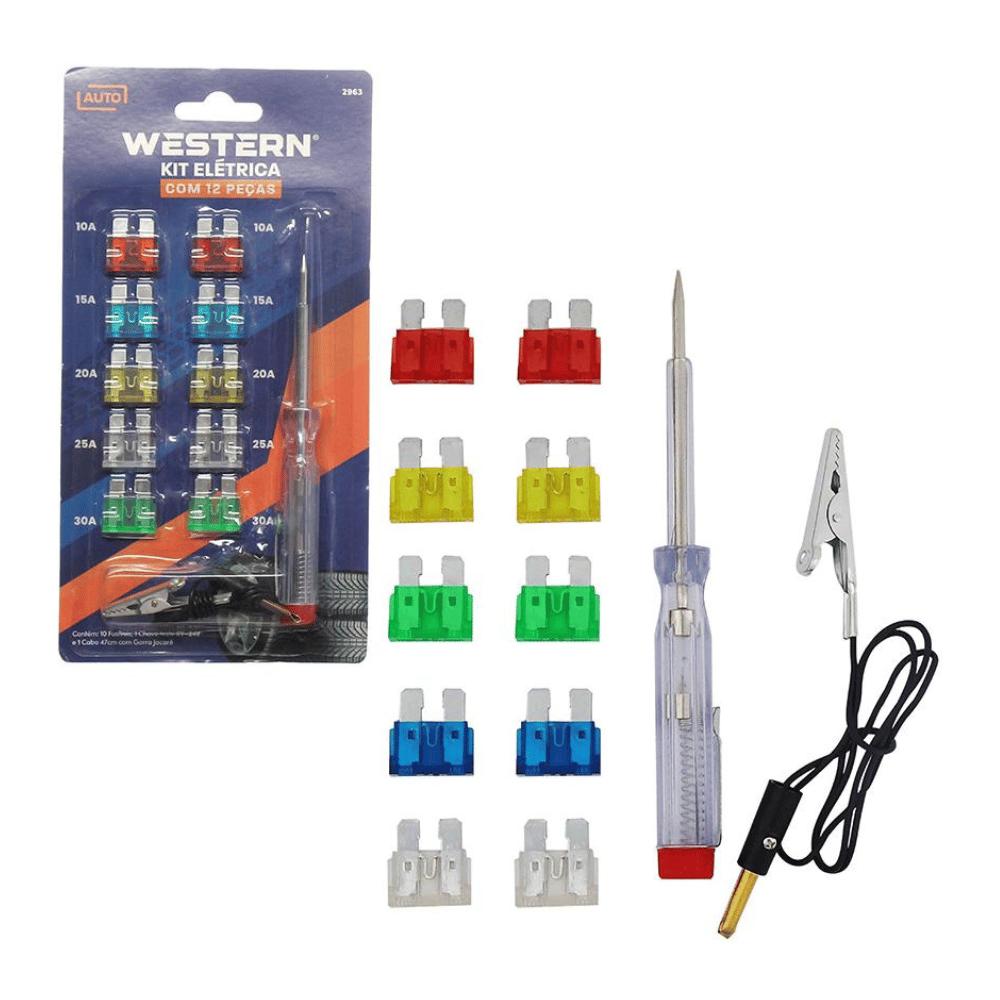 AUTO
2963
WESTERN®
KIT ELÉTRICA
COM 12 PEÇAS
10A 10A
15A 15A
20A 20A
25A 25A
30A 30A
Contém: 10 Fusíveis, 1 Chave
e 1 Cabo 47cm com Garra Jacaré